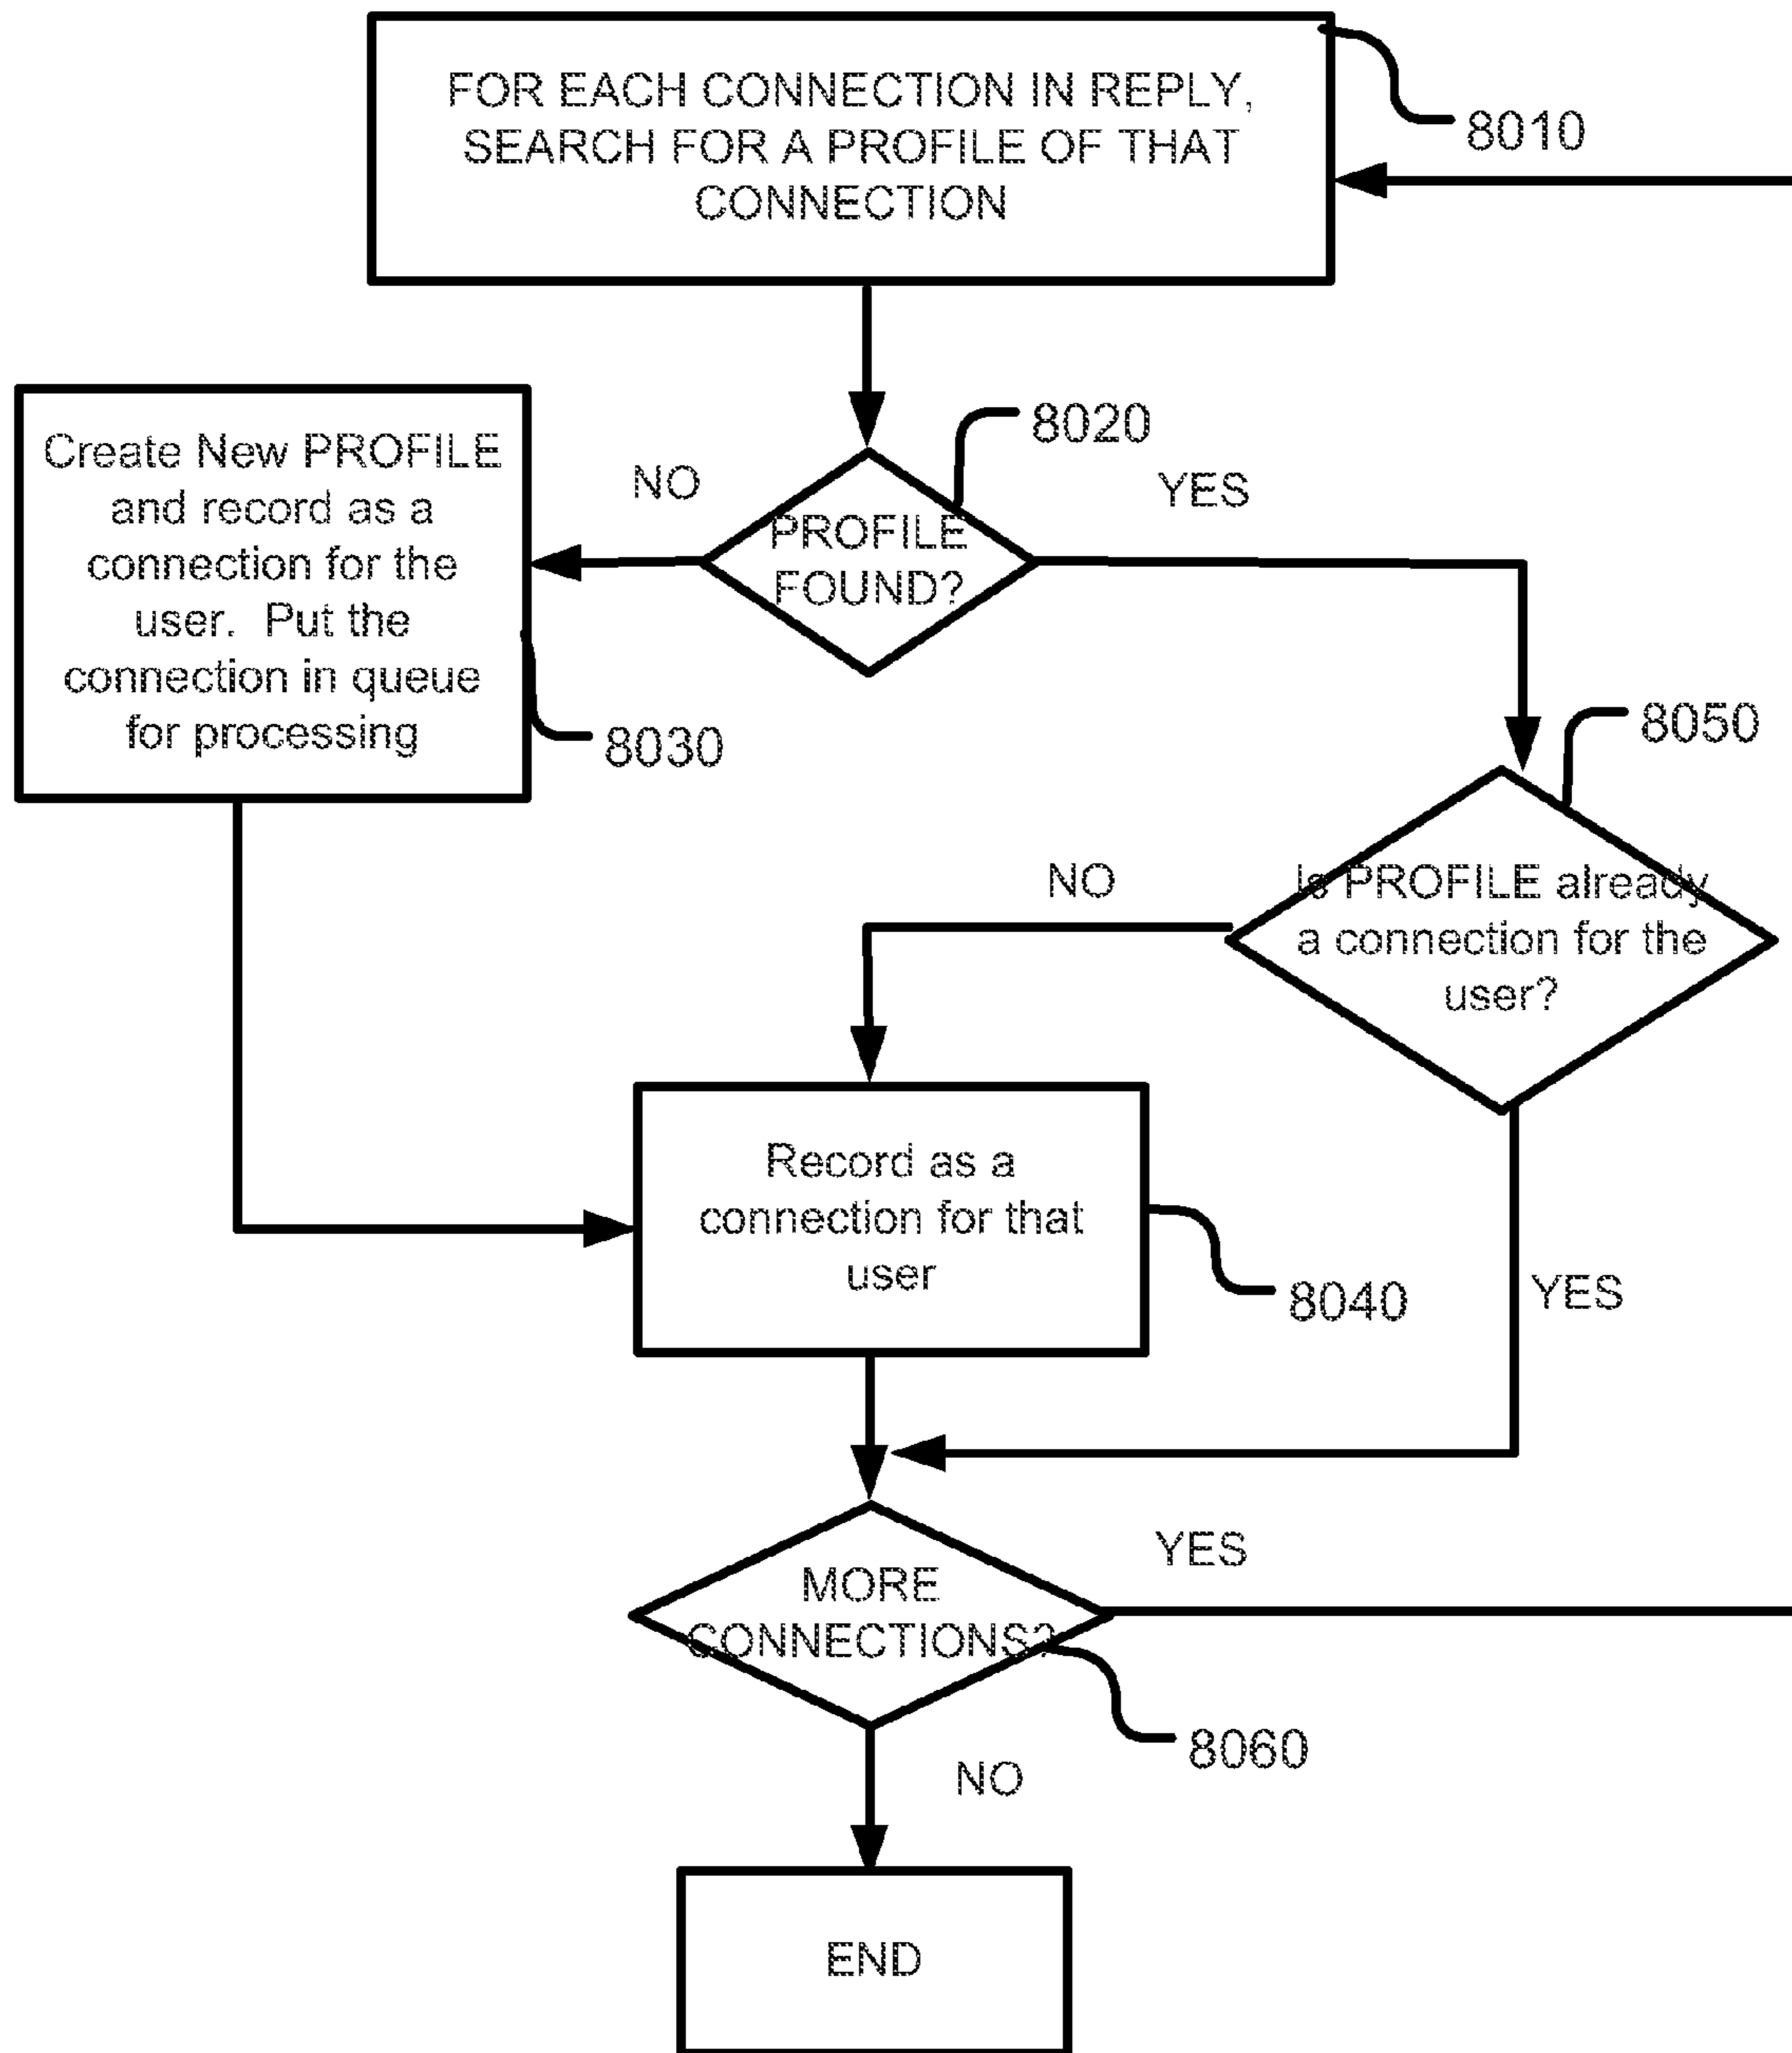 FOR EACH CONNECTION IN REPLY,
SEARCH FOR A PROFILE OF THAT
CONNECTION
8010
8020
NO
YES
PROFILE
FOUND?
Create New PROFILE
and record as a
connection for the
user. Put the
connection in queue
for processing
8030
8050
NO
Is PROFILE already
a connection for the
user?
Record as a
connection for that
user
8040
YES
MORE
CONNECTIONS?
YES
8060
NO
END